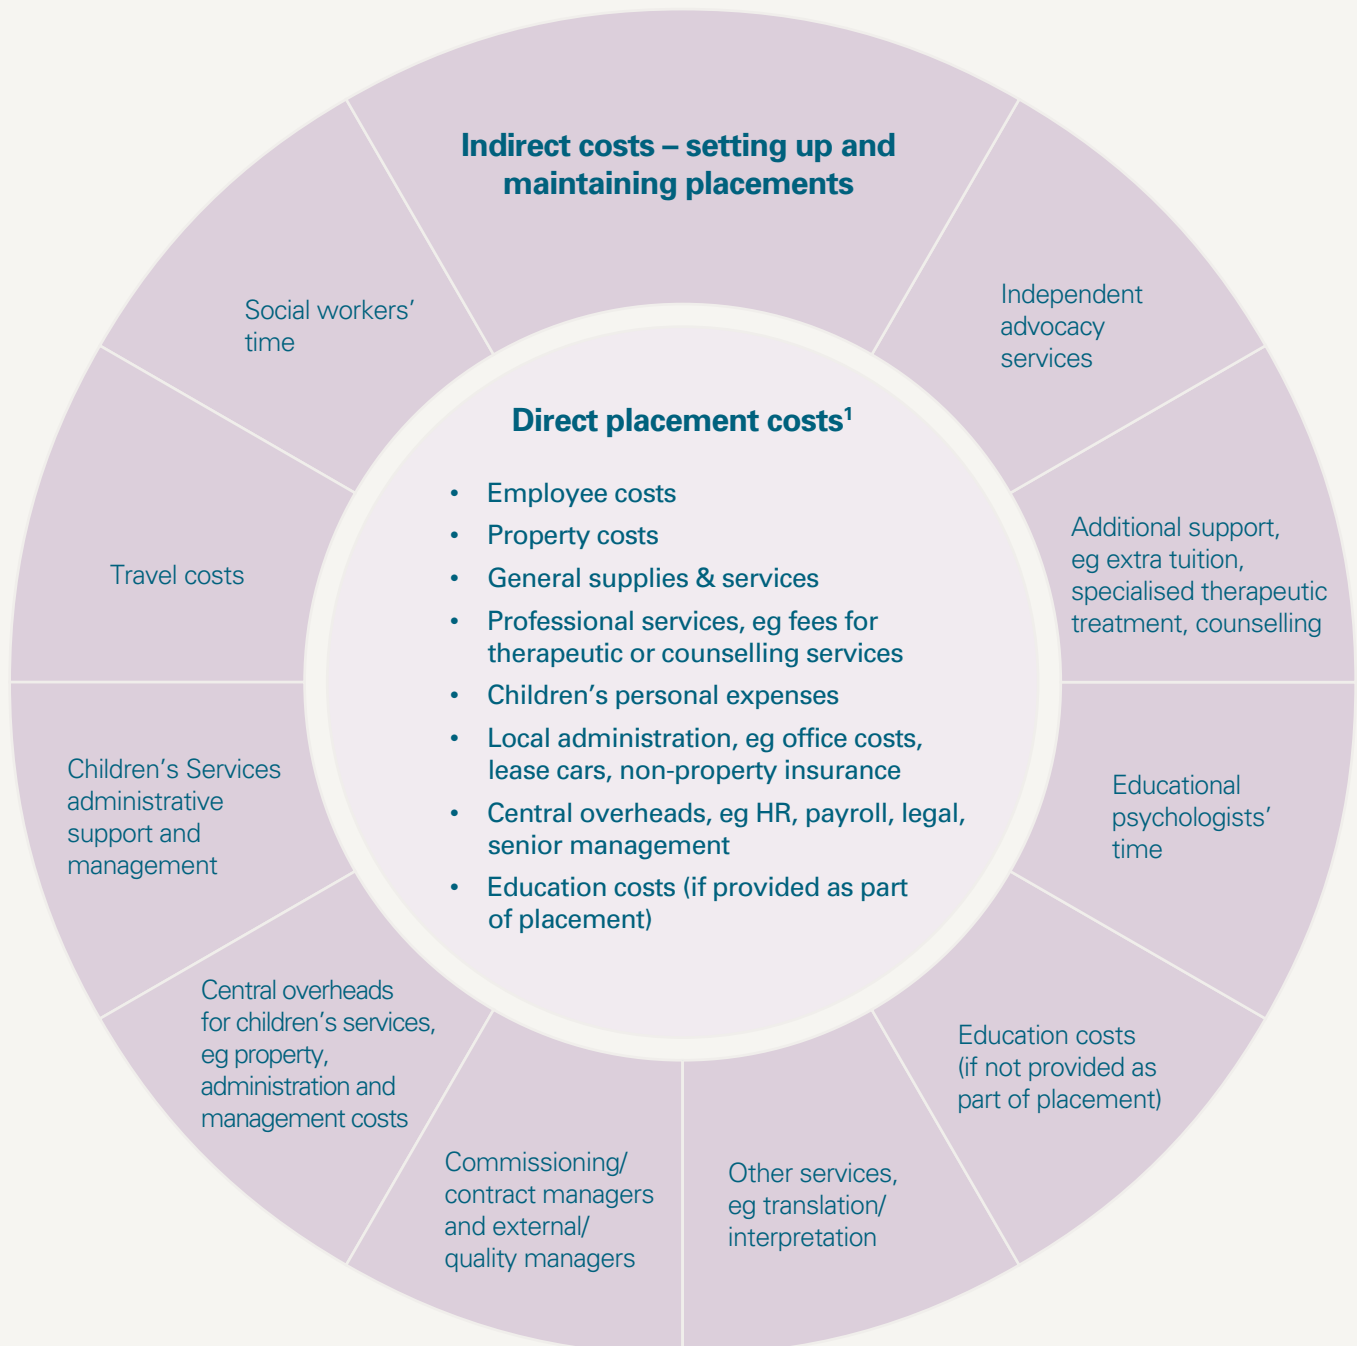 Indirect costs – setting up and
maintaining placements
Independent
advocacy
services
Additional support,
eg extra tuition,
specialised therapeutic
treatment, counselling
Educational
psychologists’
time
Education costs
(if not provided as
part of placement)
Other services,
eg translation/
interpretation
Commissioning/
contract managers
and external/
quality managers
Central overheads
for children’s services,
eg property,
administration and
management costs
Children’s Services
administrative
support and
management
Travel costs
Social workers’
time
Direct placement costs¹
• Employee costs
• Property costs
• General supplies & services
• Professional services, eg fees for
therapeutic or counselling services
• Children’s personal expenses
• Local administration, eg office costs,
lease cars, non-property insurance
• Central overheads, eg HR, payroll, legal,
senior management
• Education costs (if provided as part
of placement)